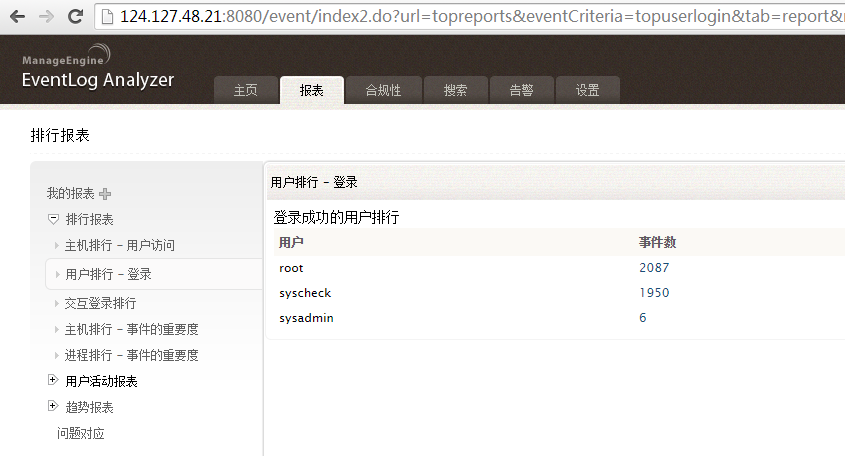 124.127.48.21:8080/event/index2.do?url=topreports&eventCriteria=topuserlogin&tab=report&
ManageEngine
EventLog Analyzer
主页 报表 合规性 搜索 告警 设置
排行报表
我的报表
排行报表
主机排行 - 用户访问
用户排行 - 登录
交互登录排行
主机排行 - 事件的重要度
进程排行 - 事件的重要度
用户活动报表
趋势报表
问题对应
用户排行 - 登录
登录成功的用户排行
用户 事件数
root 2087
syscheck 1950
sysadmin 6